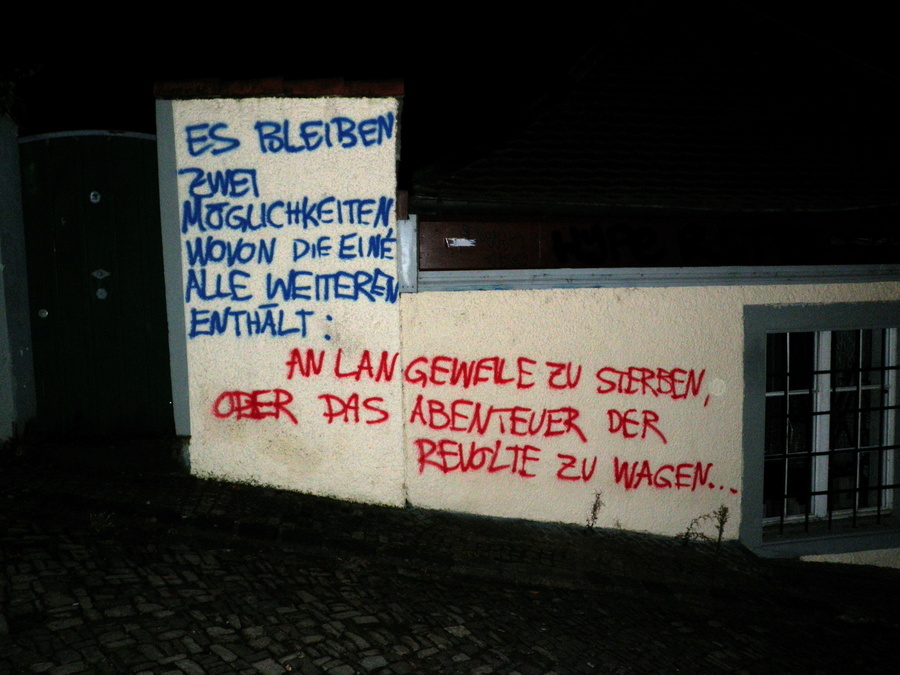 ES BLEIBEN
ZWEI
MÖGLICHKEITEN,
WOVON DIE EINE
ALLE WEITEREN
ENTHÄLT:
AN LANGEWEILE ZU STERBEN,
ODER DAS ABENTEUER DER
REVOLTE ZU WAGEN...